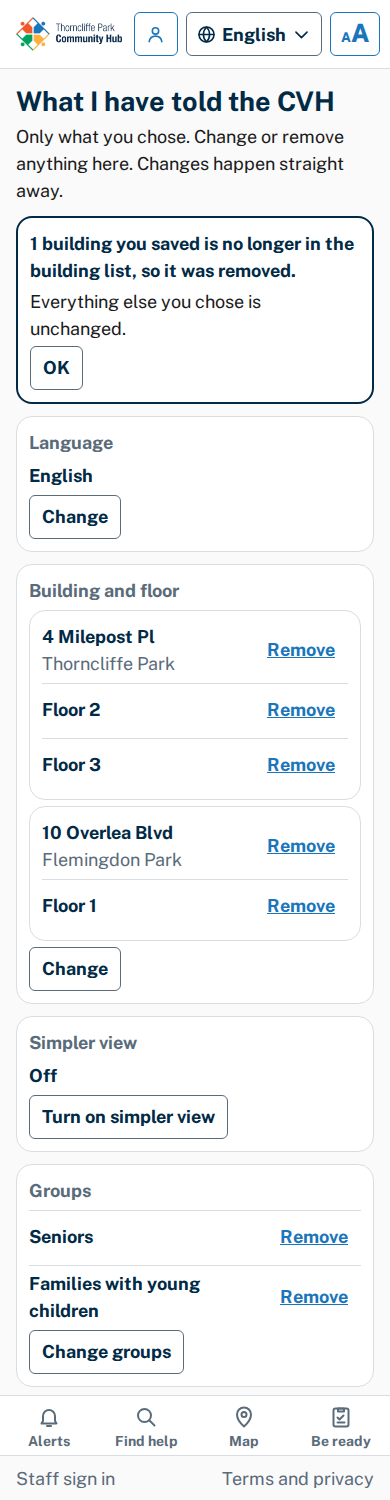 Thorncliffe Park
Community Hub
English
AA
What I have told the CVH
Only what you chose. Change or remove
anything here. Changes happen straight
away.
1 building you saved is no longer in the
building list, so it was removed.
Everything else you chose is
unchanged.
OK
Language
English
Change
Building and floor
4 Milepost Pl
Thorncliffe Park
Remove
Floor 2
Remove
Floor 3
Remove
10 Overlea Blvd
Flemingdon Park
Remove
Floor 1
Remove
Change
Simpler view
Off
Turn on simpler view
Groups
Seniors
Remove
Families with young
children
Remove
Change groups
Alerts
Find help
Map
Be ready
Staff sign in
Terms and privacy